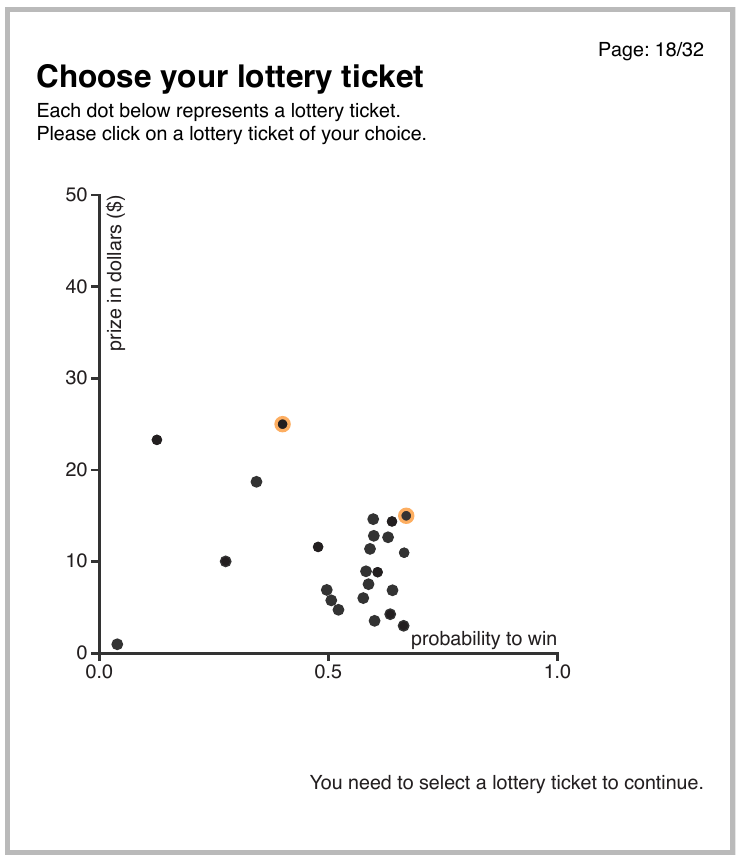 Page: 18/32
Choose your lottery ticket
Each dot below represents a lottery ticket.
Please click on a lottery ticket of your choice.
50
prize in dollars ($)
40
30
20
10
0
probability to win
0.0
0.5
1.0
You need to select a lottery ticket to continue.